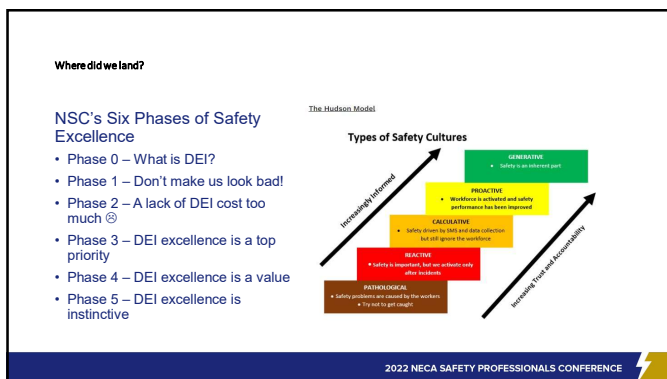 Where did we land?
NSC's Six Phases of Safety
Excellence
• Phase 0 – What is DEI?
• Phase 1 – Don't make us look bad!
• Phase 2 – A lack of DEI cost too
much ☹
• Phase 3 – DEI excellence is a top
priority
• Phase 4 – DEI excellence is a value
• Phase 5 – DEI excellence is
instinctive
The Hudson Model
Types of Safety Cultures
Increasingly Informed
GENERATIVE
• Safety is an inherent part
PROACTIVE
• Workforce is activated and safety
performance has been improved
CALCULATIVE
• Safety driven by SMS and data collection
but still ignore the workforce
REACTIVE
• Safety is important, but we activate only
after incidents
PATHOLOGICAL
• Safety problems are caused by the workers
• Try not to get caught
Increasing Trust and Accountability
2022 NECA SAFETY PROFESSIONALS CONFERENCE